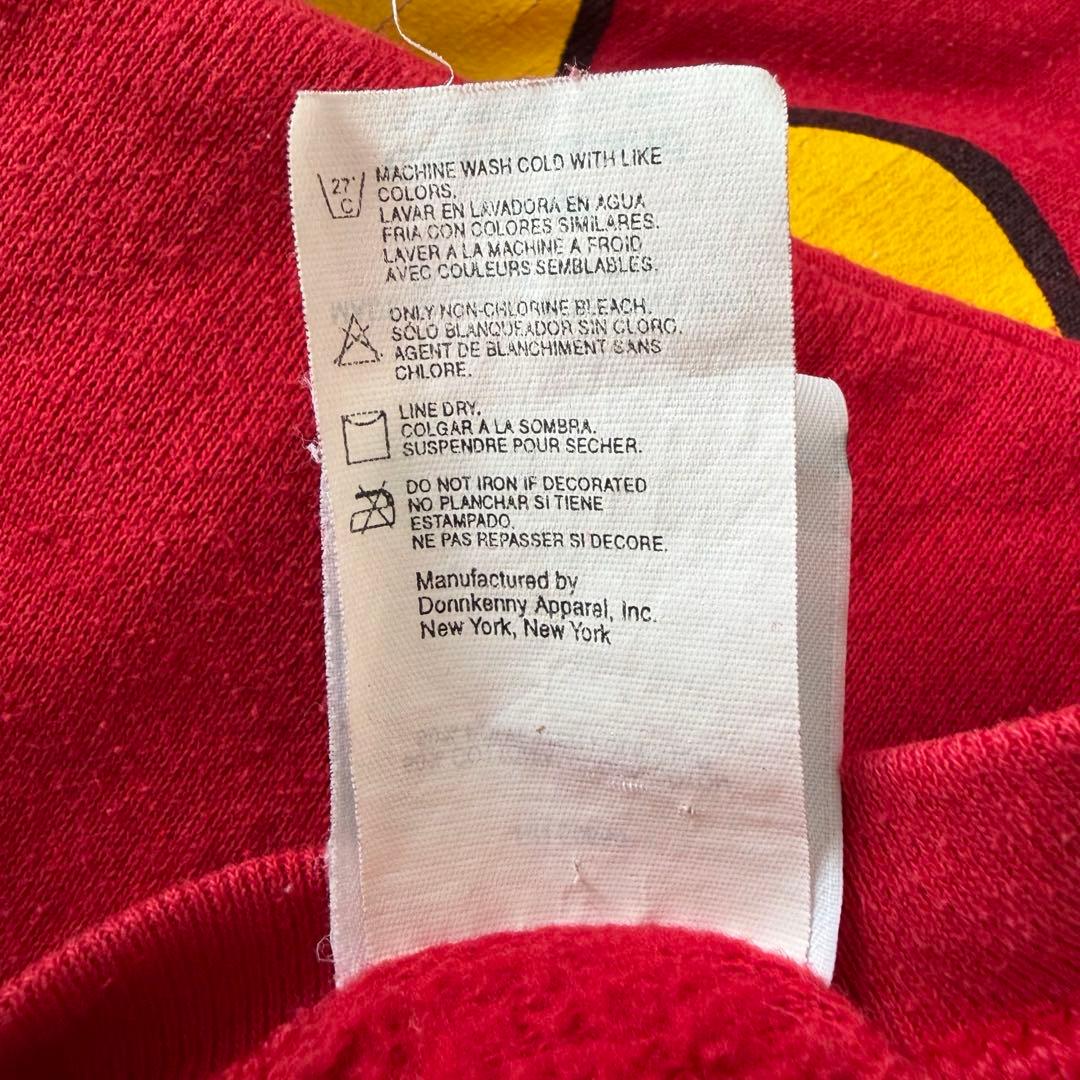 27°
C
MACHINE WASH COLD WITH LIKE
COLORS.
LAVAR EN LAVADORA EN AGUA
FRIA CON COLORES SIMILARES.
LAVER A LA MACHINE A FROID
AVEC COULEURS SEMBLABLES.
ONLY NON-CHLORINE BLEACH.
SOLO BLANQUEADOR SIN CLORO.
AGENT DE BLANCHIMENT SANS
CHLORE.
LINE DRY.
COLGAR A LA SOMBRA.
SUSPENDRE POUR SECHER.
DO NOT IRON IF DECORATED
NO PLANCHAR SI TIENE
ESTAMPADO.
NE PAS REPASSER SI DECORE.
Manufactured by
Donnkenny Apparel, Inc.
New York, New York